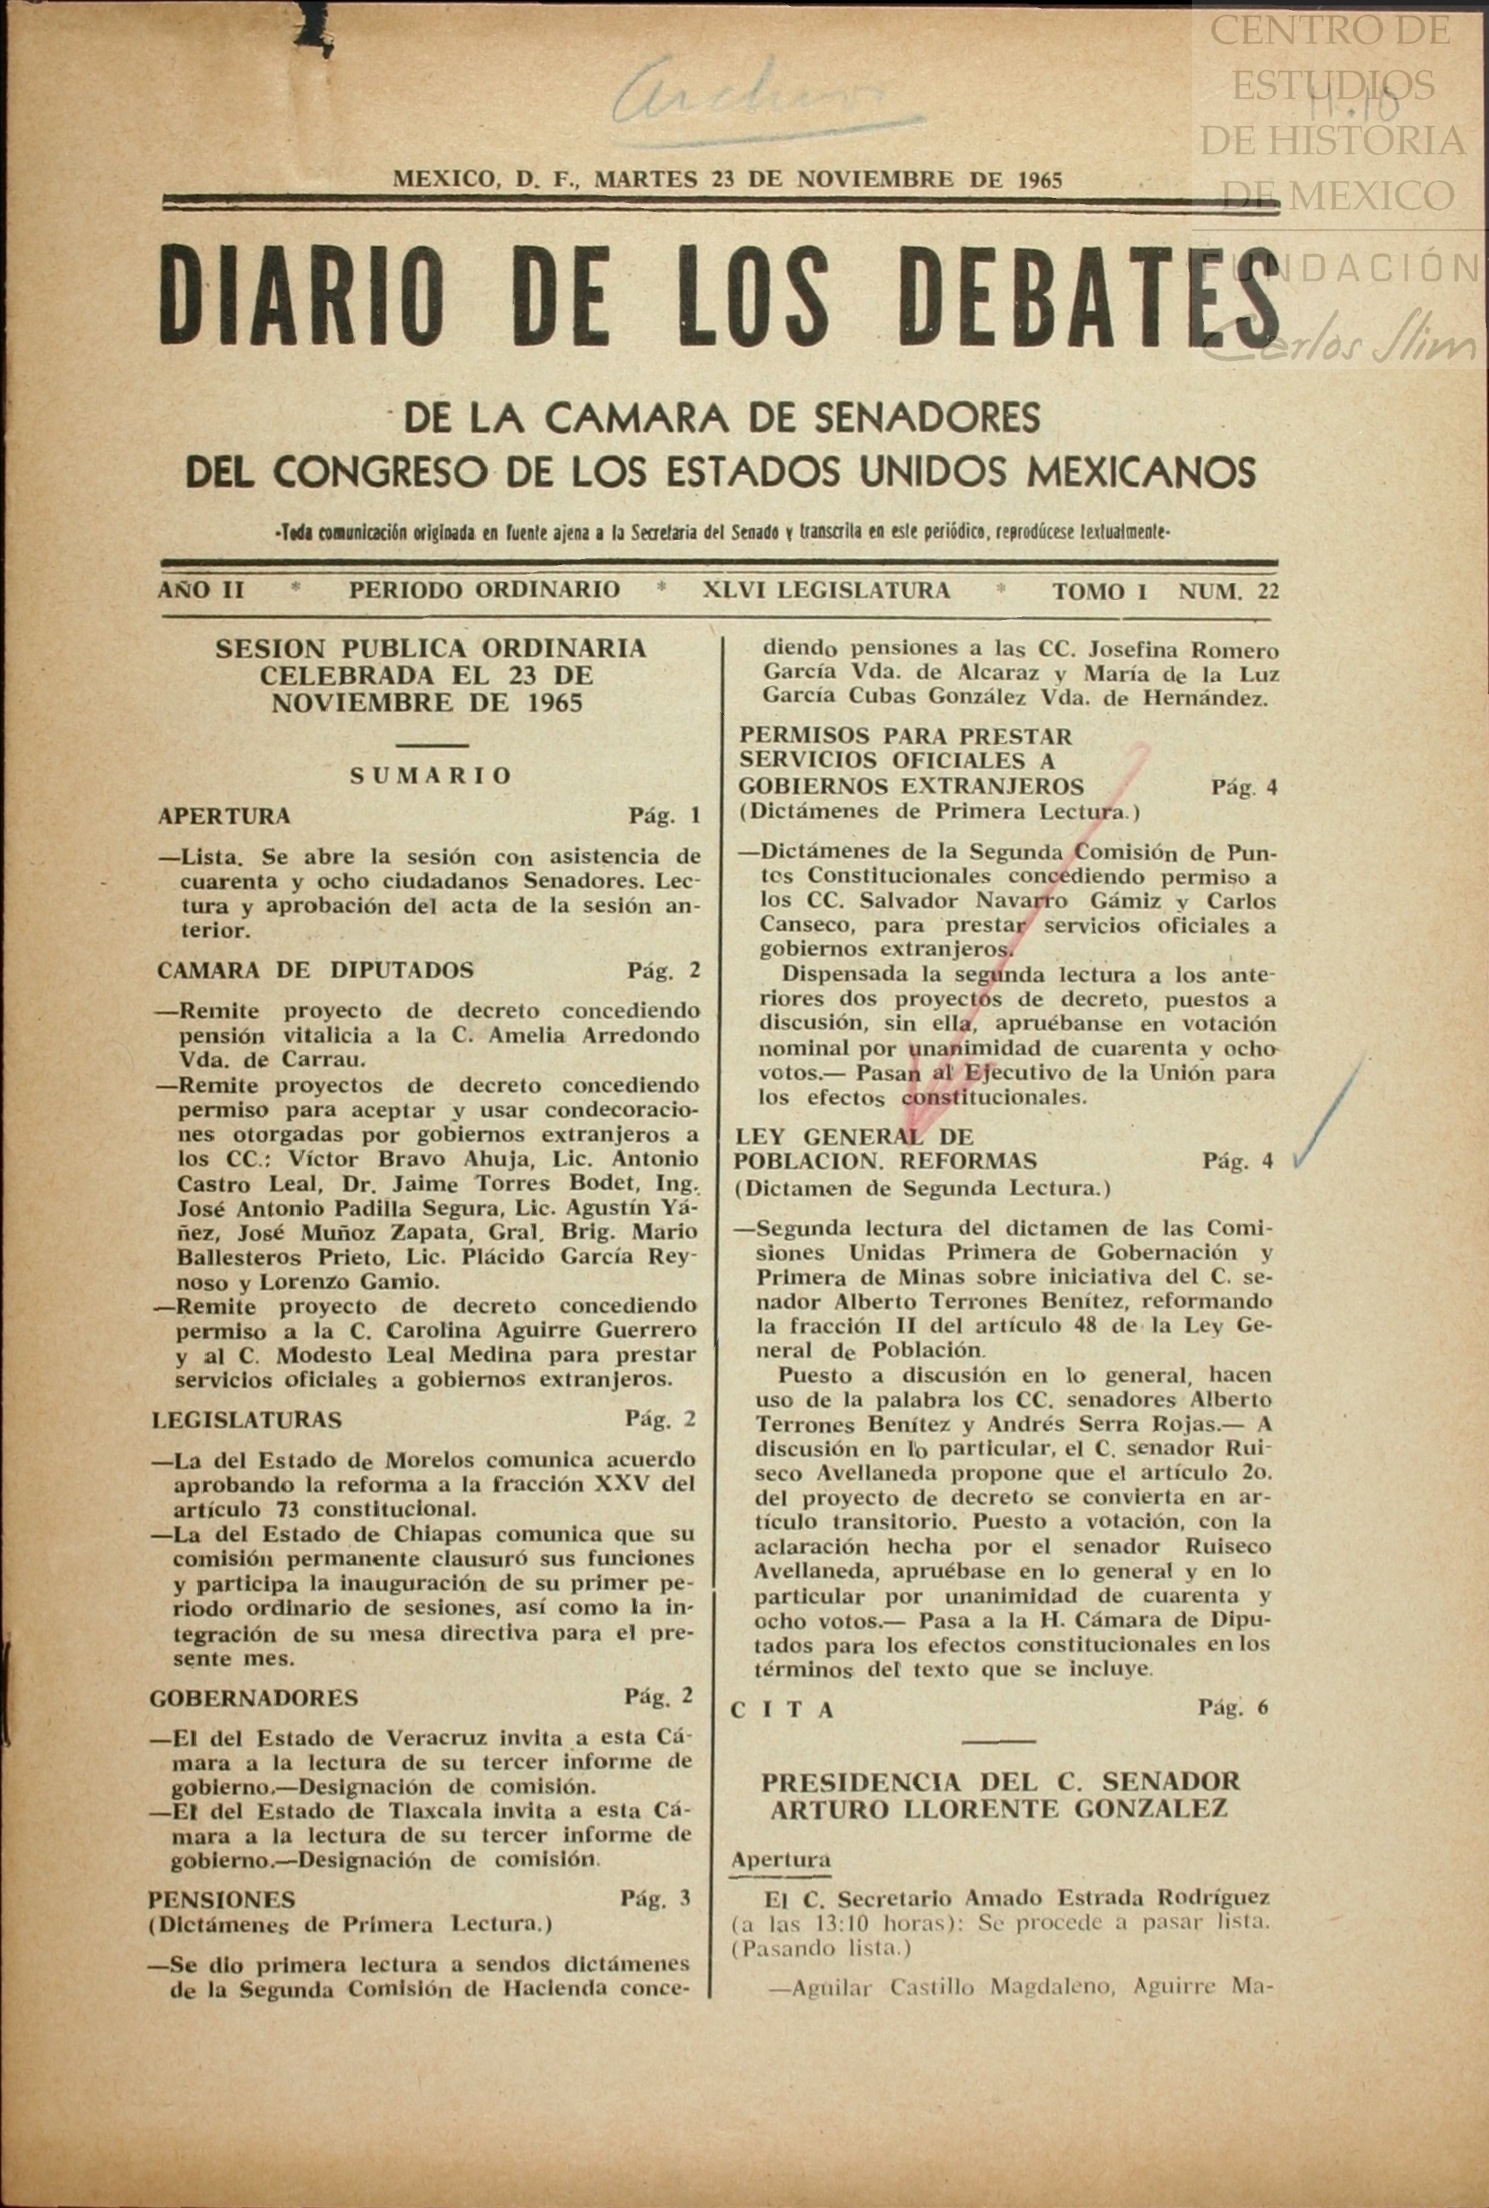 CENTRO DE
ESTUDIOS
DE HISTORIA
DE MEXICO
FUNDACIÓN
Carlos Slim
Archivo
11.10
MEXICO, D. F., MARTES 23 DE NOVIEMBRE DE 1965
DIARIO DE LOS DEBATES
DE LA CAMARA DE SENADORES
DEL CONGRESO DE LOS ESTADOS UNIDOS MEXICANOS
-Toda comunicación originada en fuente ajena a la Secretaría del Senado y transcrita en este periódico, reprodúcese textualmente-
AÑO II * PERIODO ORDINARIO * XLVI LEGISLATURA * TOMO I NUM. 22
SESION PUBLICA ORDINARIA
CELEBRADA EL 23 DE
NOVIEMBRE DE 1965
SUMARIO
APERTURA Pág. 1
—Lista. Se abre la sesión con asistencia de
cuarenta y ocho ciudadanos Senadores. Lec-
tura y aprobación del acta de la sesión an-
terior.
CAMARA DE DIPUTADOS Pág. 2
—Remite proyecto de decreto concediendo
pensión vitalicia a la C. Amelia Arredondo
Vda. de Carrau.
—Remite proyectos de decreto concediendo
permiso para aceptar y usar condecoracio-
nes otorgadas por gobiernos extranjeros a
los CC.: Víctor Bravo Ahuja, Lic. Antonio
Castro Leal, Dr. Jaime Torres Bodet, Ing.
José Antonio Padilla Segura, Lic. Agustín Yá-
ñez, José Muñoz Zapata, Gral. Brig. Mario
Ballesteros Prieto, Lic. Plácido García Rey-
noso y Lorenzo Gamio.
—Remite proyecto de decreto concediendo
permiso a la C. Carolina Aguirre Guerrero
y al C. Modesto Leal Medina para prestar
servicios oficiales a gobiernos extranjeros.
LEGISLATURAS Pág. 2
—La del Estado de Morelos comunica acuerdo
aprobando la reforma a la fracción XXV del
artículo 73 constitucional.
—La del Estado de Chiapas comunica que su
comisión permanente clausuró sus funciones
y participa la inauguración de su primer pe-
riodo ordinario de sesiones, así como la in-
tegración de su mesa directiva para el pre-
sente mes.
GOBERNADORES Pág. 2
—El del Estado de Veracruz invita a esta Cá-
mara a la lectura de su tercer informe de
gobierno.—Designación de comisión.
—El del Estado de Tlaxcala invita a esta Cá-
mara a la lectura de su tercer informe de
gobierno.—Designación de comisión.
PENSIONES Pág. 3
(Dictámenes de Primera Lectura.)
—Se dio primera lectura a sendos dictámenes
de la Segunda Comisión de Hacienda conce-
diendo pensiones a las CC. Josefina Romero
García Vda. de Alcaraz y María de la Luz
García Cubas González Vda. de Hernández.
PERMISOS PARA PRESTAR
SERVICIOS OFICIALES A
GOBIERNOS EXTRANJEROS Pág. 4
(Dictámenes de Primera Lectura.)
—Dictámenes de la Segunda Comisión de Pun-
tos Constitucionales concediendo permiso a
los CC. Salvador Navarro Gámiz y Carlos
Canseco, para prestar servicios oficiales a
gobiernos extranjeros.
Dispensada la segunda lectura a los ante-
riores dos proyectos de decreto, puestos a
discusión, sin ella, apruébanse en votación
nominal por unanimidad de cuarenta y ocho
votos.— Pasan al Ejecutivo de la Unión para
los efectos constitucionales.
LEY GENERAL DE
POBLACION. REFORMAS Pág. 4
(Dictamen de Segunda Lectura.)
—Segunda lectura del dictamen de las Comi-
siones Unidas Primera de Gobernación y
Primera de Minas sobre iniciativa del C. se-
nador Alberto Terrones Benítez, reformando
la fracción II del artículo 48 de la Ley Ge-
neral de Población.
Puesto a discusión en lo general, hacen
uso de la palabra los CC. senadores Alberto
Terrones Benítez y Andrés Serra Rojas.— A
discusión en lo particular, el C. senador Rui-
seco Avellaneda propone que el artículo 2o.
del proyecto de decreto se convierta en ar-
tículo transitorio. Puesto a votación, con la
aclaración hecha por el senador Ruiseco
Avellaneda, apruébase en lo general y en lo
particular por unanimidad de cuarenta y
ocho votos.— Pasa a la H. Cámara de Dipu-
tados para los efectos constitucionales en los
términos del texto que se incluye.
CITA Pág. 6
PRESIDENCIA DEL C. SENADOR
ARTURO LLORENTE GONZALEZ
Apertura
El C. Secretario Amado Estrada Rodríguez
(a las 13:10 horas): Se procede a pasar lista.
(Pasando lista.)
—Aguilar Castillo Magdaleno, Aguirre Ma-